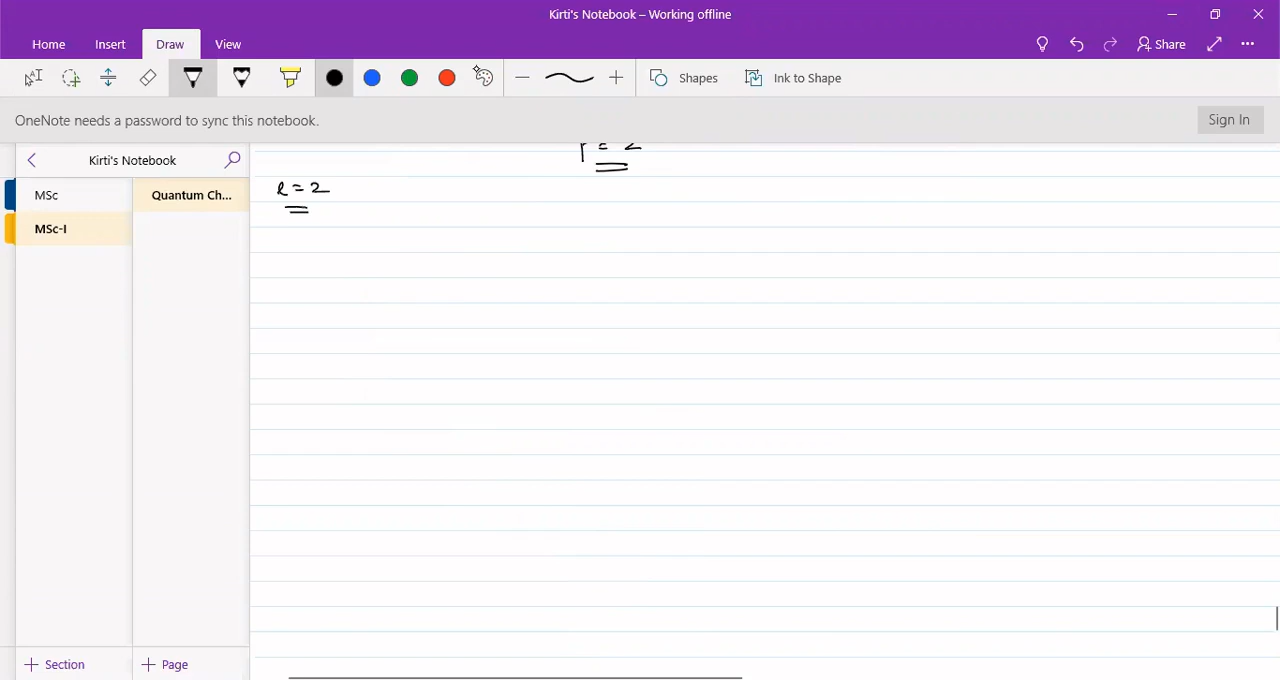 Kirti's Notebook – Working offline
Home Insert Draw View
Share
Shapes Ink to Shape
OneNote needs a password to sync this notebook.
Sign In
Kirti's Notebook
= 2
MSc
Quantum Ch...
l = 2
MSc-I
Section
Page